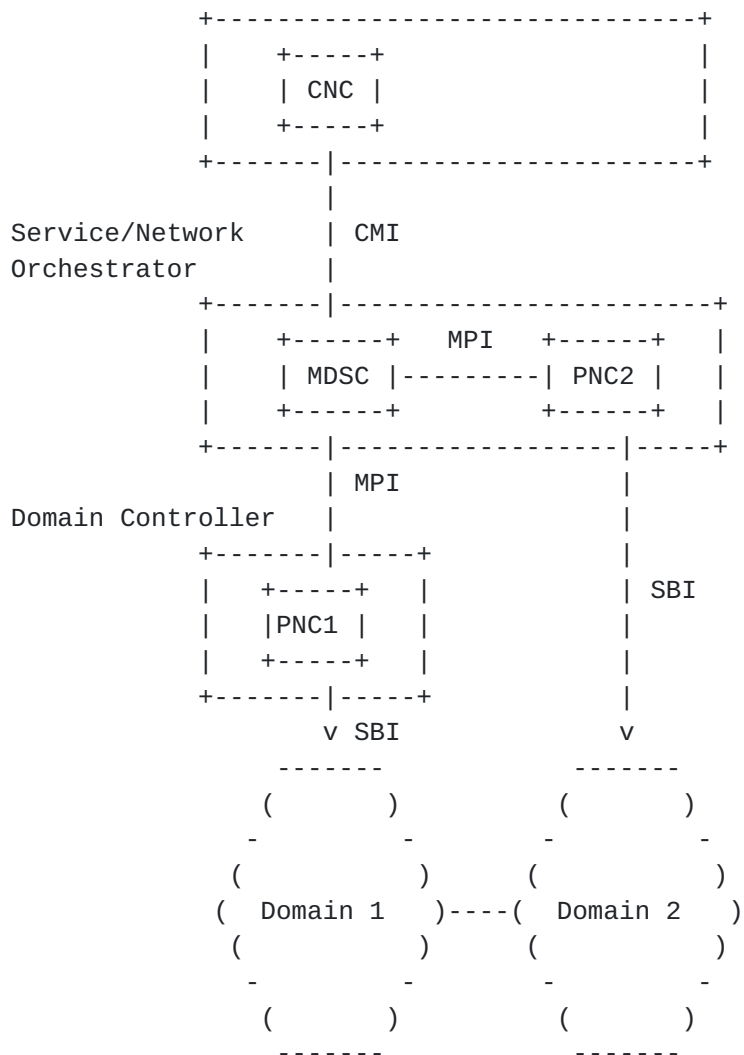 CNC
Service/Network
CMI
Orchestrator
MPI
MDSC
PNC2
MPI
Domain Controller
SBI
PNC1
SBI
Domain 1
Domain 2